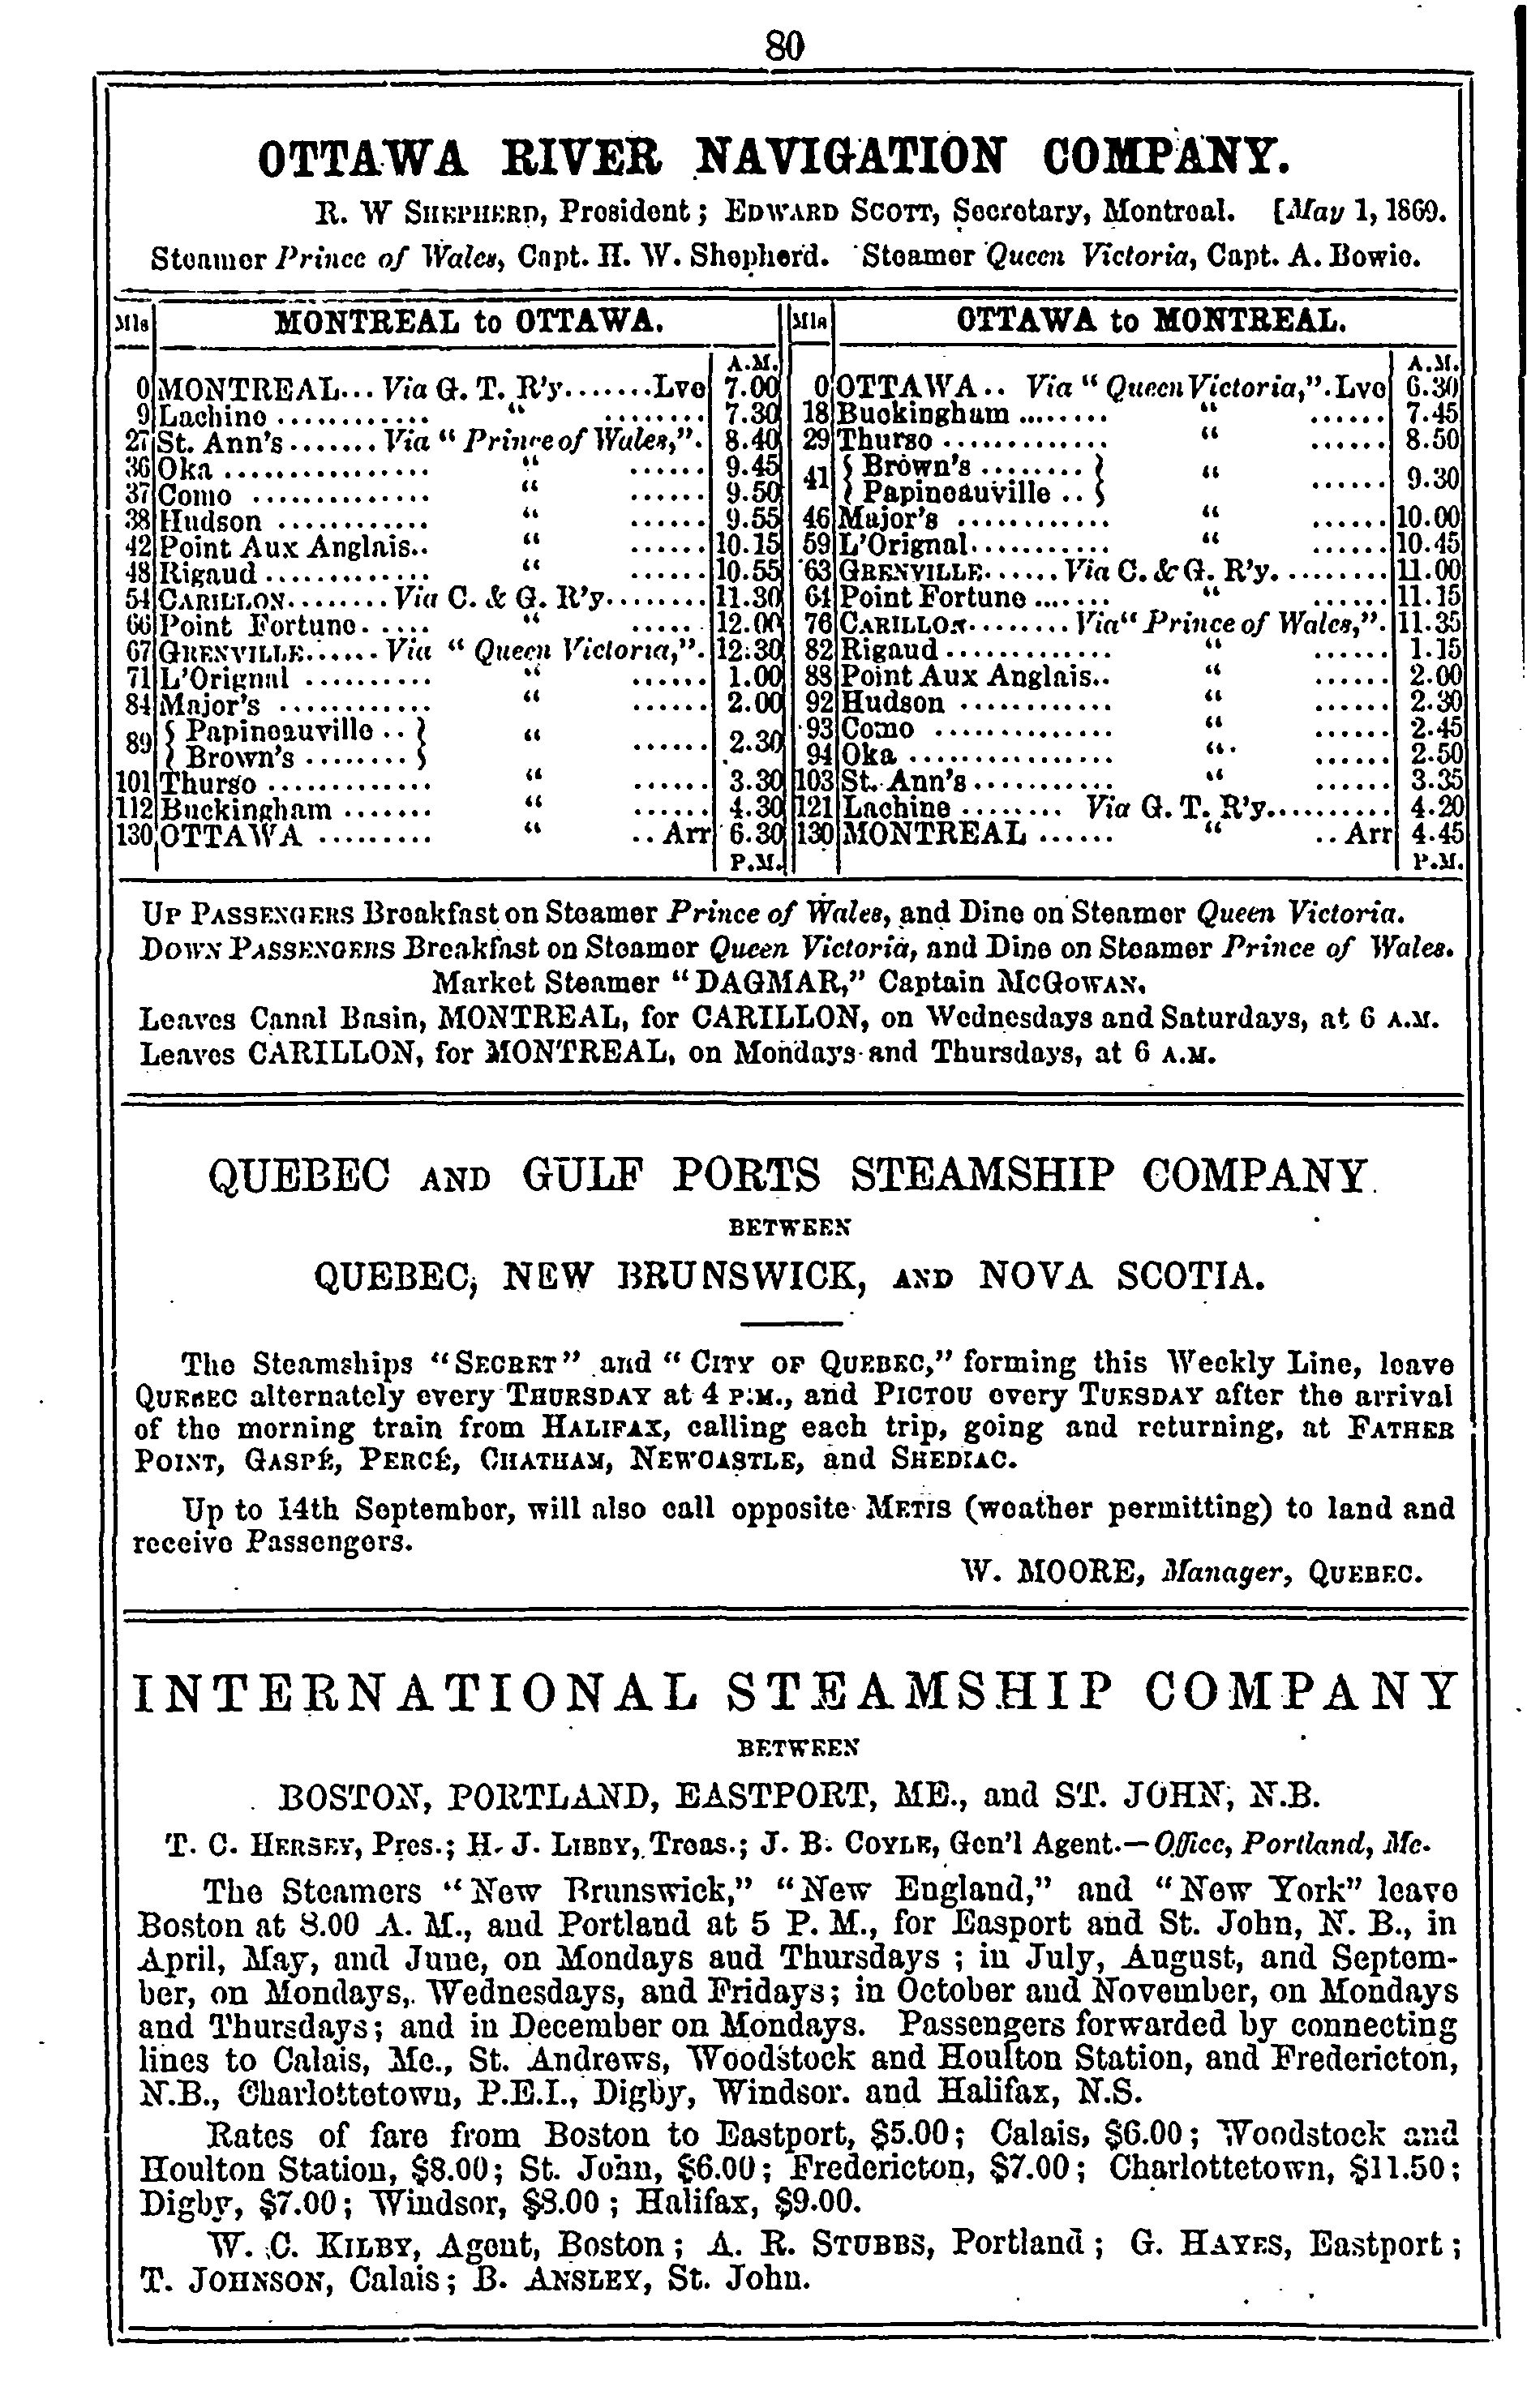 80
OTTAWA RIVER NAVIGATION COMPANY.
R. W SHEPHERD, President; EDWARD SCOTT, Secretary, Montreal. [May 1, 1869.
Steamer Prince of Wales, Capt. H. W. Shepherd. Steamer Queen Victoria, Capt. A. Bowie.
Mls MONTREAL to OTTAWA. Mls OTTAWA to MONTREAL.
A.M. A.M.
0 MONTREAL... Via G. T. R'y.......Lve 7.00 0 OTTAWA.. Via "Queen Victoria,".Lve 6.30
9 Lachine ............ " ........ 7.30 18 Buckingham ........ " ...... 7.45
27 St. Ann's....... Via "Prince of Wales,". 8.40 29 Thurso ............. " ...... 8.50
36 Oka ................ " ...... 9.45 41 { Brown's ........ } " ...... 9.30
37 Como .............. " ...... 9.50 { Papineauville .. }
38 Hudson ............ " ...... 9.55 46 Major's ............ " ...... 10.00
42 Point Aux Anglais.. " ...... 10.15 59 L'Orignal........... " ...... 10.45
48 Rigaud ............. " ...... 10.55 63 GRENVILLE...... Via C. & G. R'y......... 11.00
54 CARILLON........ Via C. & G. R'y........ 11.30 64 Point Fortune ....... " ...... 11.15
66 Point Fortune. ..... " ...... 12.00 76 CARILLON........ Via "Prince of Wales,". 11.35
67 GRENVILLE...... Via "Queen Victoria,". 12.30 82 Rigaud ............. " ...... 1.15
71 L'Orignal .......... " ...... 1.00 88 Point Aux Anglais.. " ...... 2.00
84 Major's ............ " ...... 2.00 92 Hudson ............ " ...... 2.30
89 { Papineauville .. } " ...... 2.30 93 Como .............. " ...... 2.45
{ Brown's ........ } 94 Oka ................ " ...... 2.50
101 Thurso ............. " ...... 3.30 103 St. Ann's........... " ...... 3.35
112 Buckingham ....... " ...... 4.30 121 Lachine ........ Via G. T. R'y.......... 4.20
130 OTTAWA ......... " .. Arr 6.30 130 MONTREAL ...... " .. Arr 4.45
P.M. P.M.
UP PASSENGERS Breakfast on Steamer Prince of Wales, and Dine on Steamer Queen Victoria.
DOWN PASSENGERS Breakfast on Steamer Queen Victoria, and Dine on Steamer Prince of Wales.
Market Steamer "DAGMAR," Captain MCGOWAN.
Leaves Canal Basin, MONTREAL, for CARILLON, on Wednesdays and Saturdays, at 6 A.M.
Leaves CARILLON, for MONTREAL, on Mondays and Thursdays, at 6 A.M.
QUEBEC AND GULF PORTS STEAMSHIP COMPANY.
BETWEEN
QUEBEC, NEW BRUNSWICK, AND NOVA SCOTIA.
The Steamships "SECRET" and "CITY OF QUEBEC," forming this Weekly Line, leave
QUEBEC alternately every THURSDAY at 4 P.M., and PICTOU every TUESDAY after the arrival
of the morning train from HALIFAX, calling each trip, going and returning, at FATHER
POINT, GASPÉ, PERCÉ, CHATHAM, NEWCASTLE, and SHEDIAC.
Up to 14th September, will also call opposite METIS (weather permitting) to land and
receive Passengers.
W. MOORE, Manager, QUEBEC.
INTERNATIONAL STEAMSHIP COMPANY
BETWEEN
BOSTON, PORTLAND, EASTPORT, ME., and ST. JOHN, N.B.
T. C. HERSEY, Pres.; H. J. LIBBY, Treas.; J. B. COYLE, Gen'l Agent.—Office, Portland, Me.
The Steamers "New Brunswick," "New England," and "New York" leave
Boston at 8.00 A. M., and Portland at 5 P. M., for Easport and St. John, N. B., in
April, May, and June, on Mondays and Thursdays ; in July, August, and Septem-
ber, on Mondays, Wednesdays, and Fridays; in October and November, on Mondays
and Thursdays; and in December on Mondays. Passengers forwarded by connecting
lines to Calais, Me., St. Andrews, Woodstock and Houlton Station, and Fredericton,
N.B., Charlottetown, P.E.I., Digby, Windsor. and Halifax, N.S.
Rates of fare from Boston to Eastport, $5.00; Calais, $6.00; Woodstock and
Houlton Station, $8.00; St. John, $6.00; Fredericton, $7.00; Charlottetown, $11.50;
Digby, $7.00; Windsor, $8.00; Halifax, $9.00.
W. C. KILBY, Agent, Boston; A. R. STUBBS, Portland; G. HAYES, Eastport;
T. JOHNSON, Calais; B. ANSLEY, St. John.